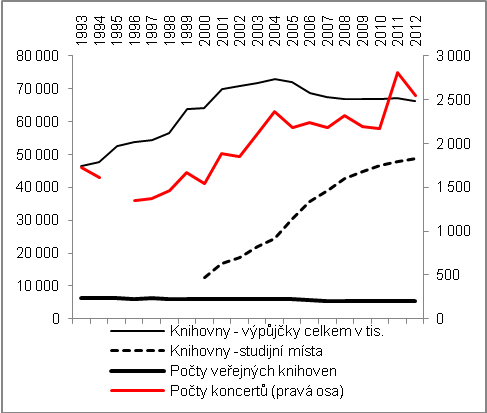 1993 1994 1995 1996 1997 1998 1999 2000 2001 2002 2003 2004 2005 2006 2007 2008 2009 2010 2011 2012
80 000 3 000
70 000 2 500
60 000
50 000 2 000
40 000 1 500
30 000
20 000 1 000
10 000 500
0 0
Knihovny - výpůjčky celkem v tis.
Knihovny -studijní místa
Počty veřejných knihoven
Počty koncertů (pravá osa)